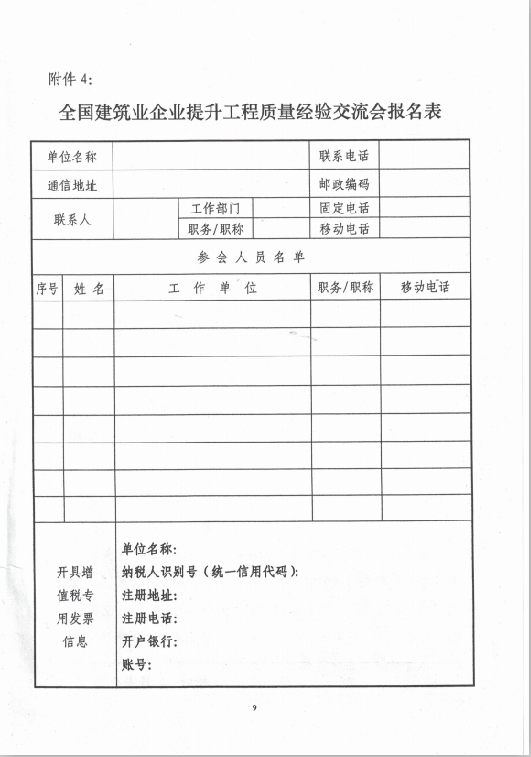 附件 4：
全国建筑业企业提升工程质量经验交流会报名表
单位名称 联系电话
通信地址 邮政编码
联系人 工作部门 固定电话
职务/职称 移动电话
参会人员名单
序号 姓名 工作单位 职务/职称 移动电话
开具增
值税专
用发票
信息
单位名称：
纳税人识别号（统一信用代码）：
注册地址：
注册电话：
开户银行：
账号：
9